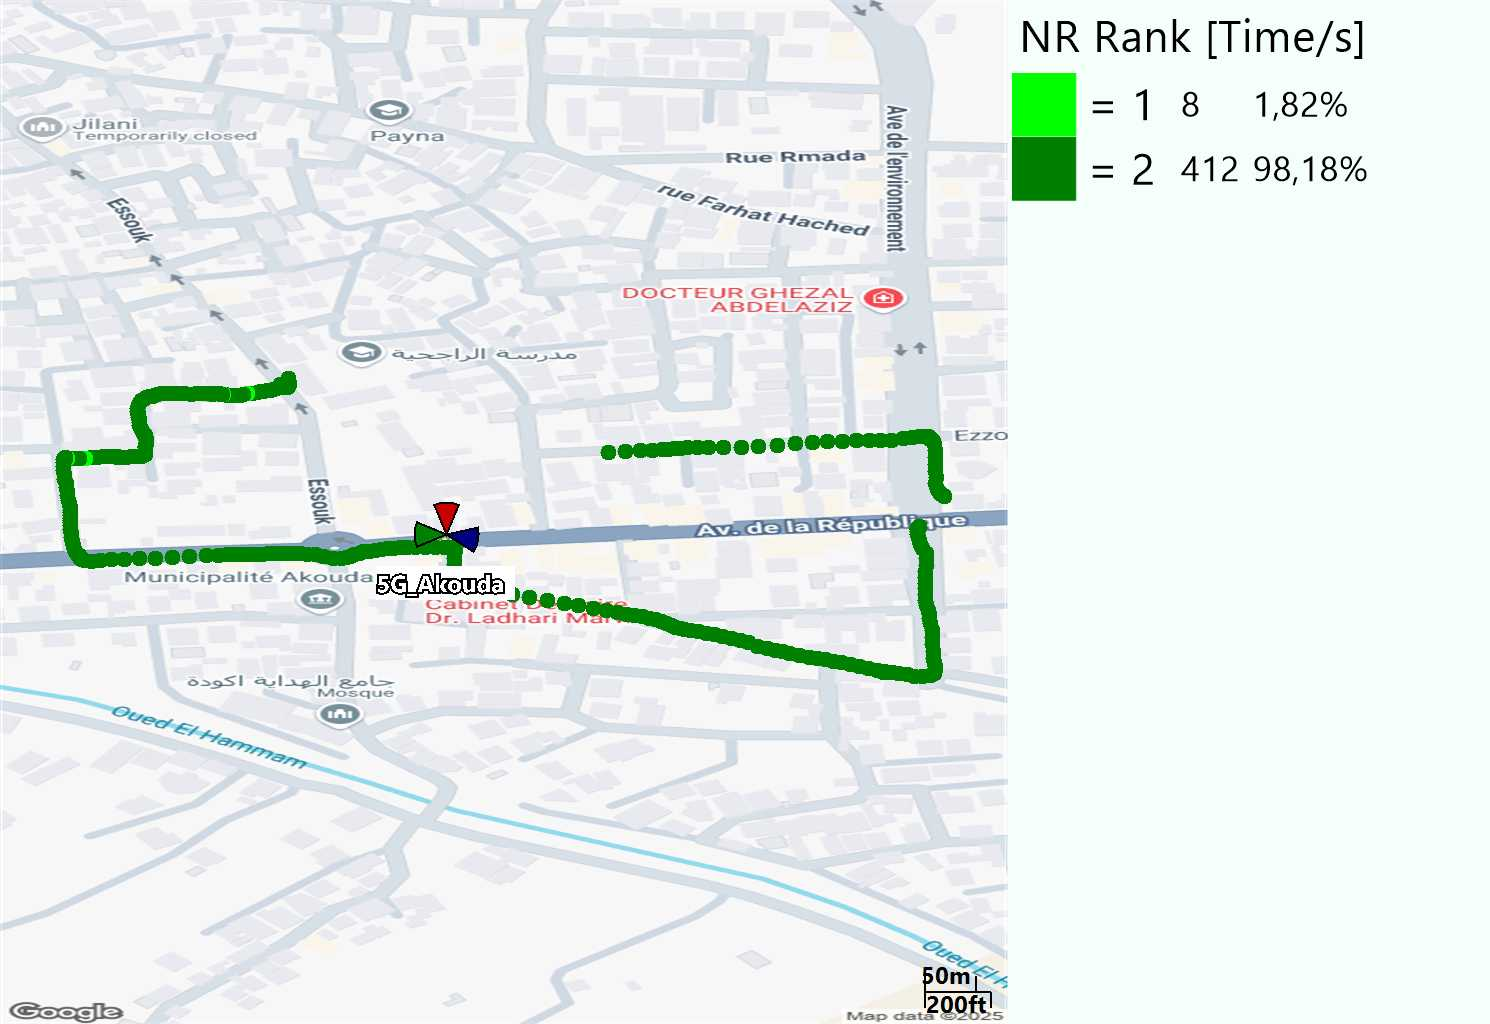 NR Rank [Time/s]
= 1 8 1,82%
= 2 412 98,18%
Jilani
Temporarily closed
Payna
Ave de l'environnement
Rue Rmada
rue Farhat Hached
Essouk
DOCTEUR GHEZAL
ABDELAZIZ
مدرسة الراجحية
Ezzo
Essouk
Av. de la République
Municipalité Akouda
5G_Akouda
Cabinet
Dr. Ladhari
جامع الهداية اكودة
Mosque
Oued El Hammam
Oued El H
50m
200ft
Google
Map data ©2025